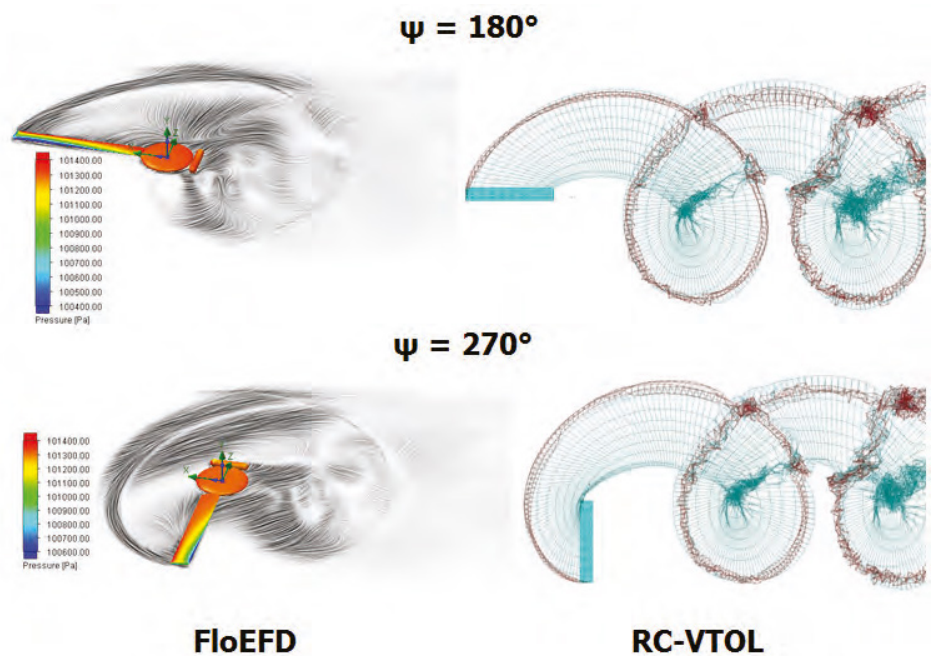 ψ = 180°
Y
Z
101400.00
101300.00
101200.00
101100.00
101000.00
100900.00
100800.00
100700.00
100600.00
100500.00
100400.00
Pressure [Pa]
ψ = 270°
Y
Z
X
101400.00
101300.00
101200.00
101100.00
101000.00
100900.00
100800.00
100700.00
100600.00
Pressure [Pa]
FloEFD
RC-VTOL